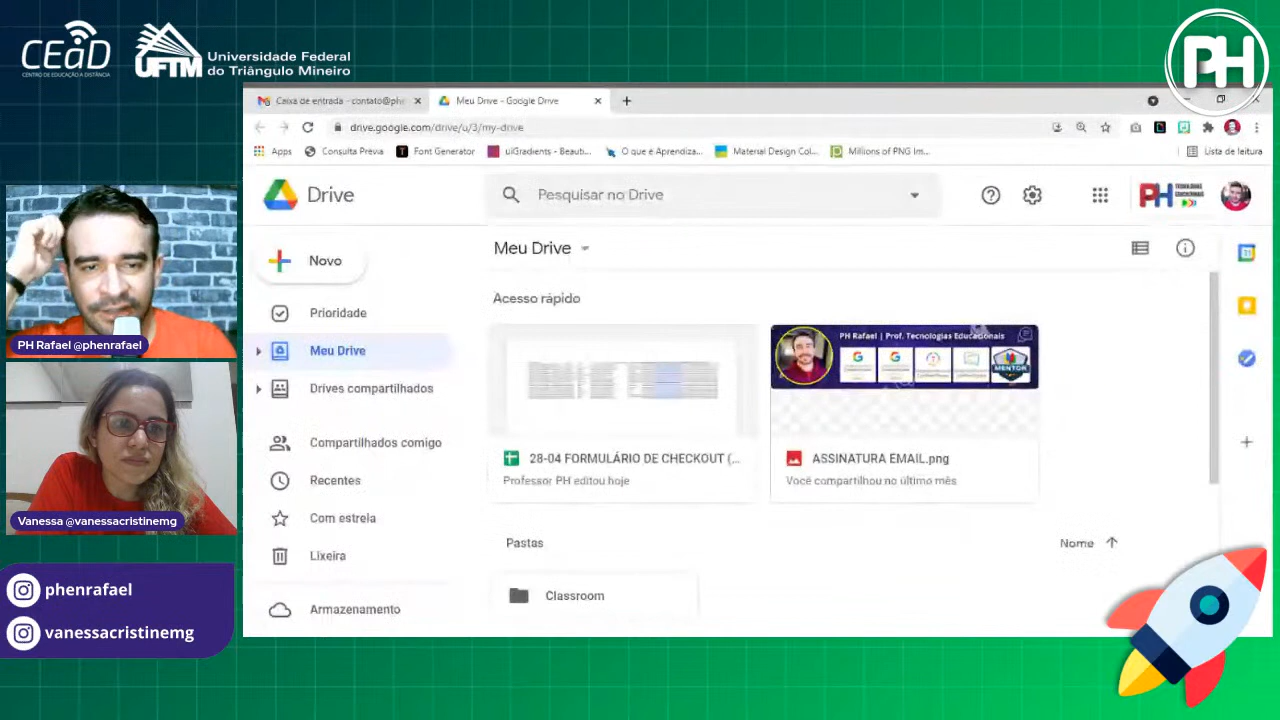 CEaD
CENTRO DE EDUCAÇÃO A DISTÂNCIA
UFTM
Universidade Federal
do Triângulo Mineiro
PH
Caixa de entrada - contato@ph
Meu Drive - Google Drive
drive.google.com/drive/u/3/my-drive
Apps
Consulta Prévia
Font Generator
uiGradients - Beauti...
O que é Aprendiza...
Material Design Col...
Millions of PNG Im...
Lista de leitura
Drive
Pesquisar no Drive
PH TECNOLOGIAS EDUCACIONAIS
Novo
Meu Drive
Acesso rápido
Prioridade
Meu Drive
Drives compartilhados
Compartilhados comigo
Recentes
Com estrela
Lixeira
Armazenamento
PH Rafael | Prof. Tecnologias Educacionais
MENTOR
28-04 FORMULÁRIO DE CHECKOUT (...
Professor PH editou hoje
ASSINATURA EMAIL.png
Você compartilhou no último mês
Pastas
Nome
Classroom
PH Rafael @phenrafael
Vanessa @vanessacristinemg
phenrafael
vanessacristinemg